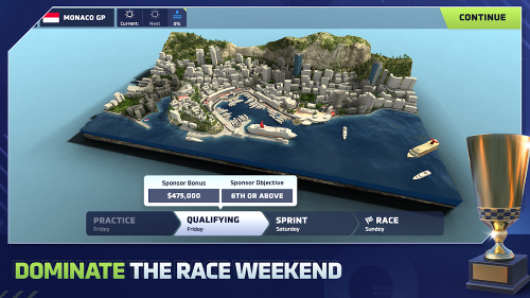 MONACO GP
Current:
Next:
0%
CONTINUE
Sponsor Bonus
Sponsor Objective
$475,000
6TH OR ABOVE
PRACTICE
QUALIFYING
SPRINT
RACE
Friday
Friday
Saturday
Sunday
DOMINATE THE RACE WEEKEND